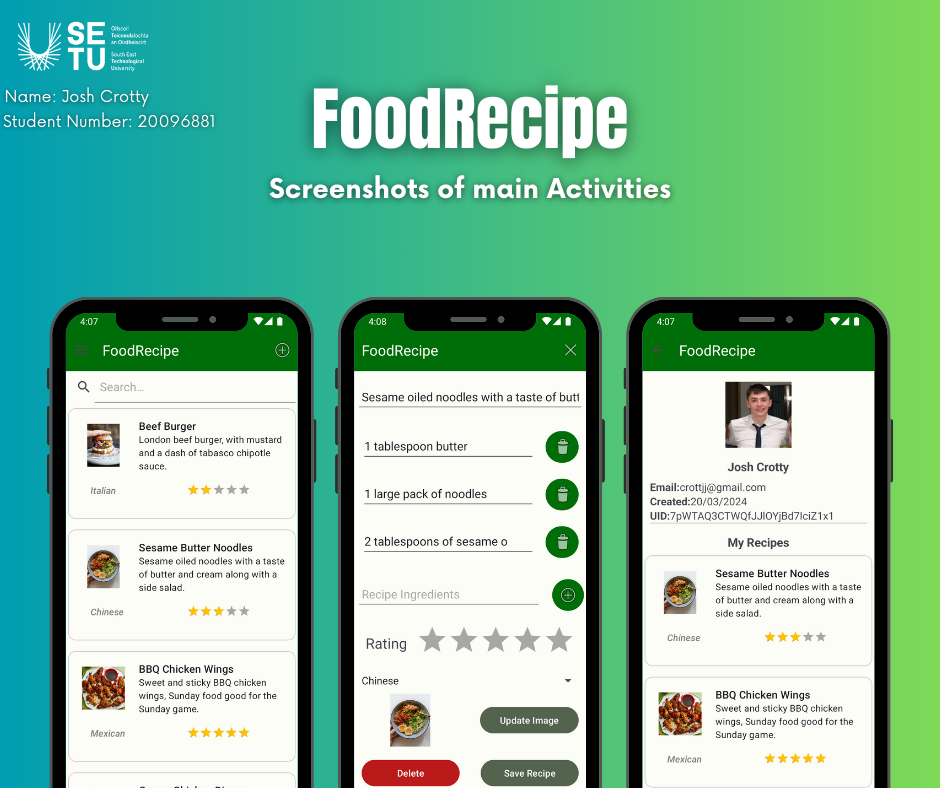 SE
TU
Ollscoil
Teicneolaíochta
an Oirdheiscirt
South East
Technological
University
Name: Josh Crotty
Student Number: 20096881
FoodRecipe
Screenshots of main Activities
4:07
FoodRecipe
Search...
Beef Burger
London beef burger, with mustard
and a dash of tabasco chipotle
sauce.
Italian
Sesame Butter Noodles
Sesame oiled noodles with a taste
of butter and cream along with a
side salad.
Chinese
BBQ Chicken Wings
Sweet and sticky BBQ chicken
wings, Sunday food good for the
Sunday game.
Mexican
4:08
FoodRecipe
Sesame oiled noodles with a taste of butt
1 tablespoon butter
1 large pack of noodles
2 tablespoons of sesame o
Recipe Ingredients
Rating
Chinese
Update Image
Delete
Save Recipe
4:07
FoodRecipe
Josh Crotty
Email:crottjj@gmail.com
Created:20/03/2024
UID:7pWTAQ3CTWQfJJlOYjBd7IciZ1x1
My Recipes
Sesame Butter Noodles
Sesame oiled noodles with a taste
of butter and cream along with a
side salad.
Chinese
BBQ Chicken Wings
Sweet and sticky BBQ chicken
wings, Sunday food good for the
Sunday game.
Mexican